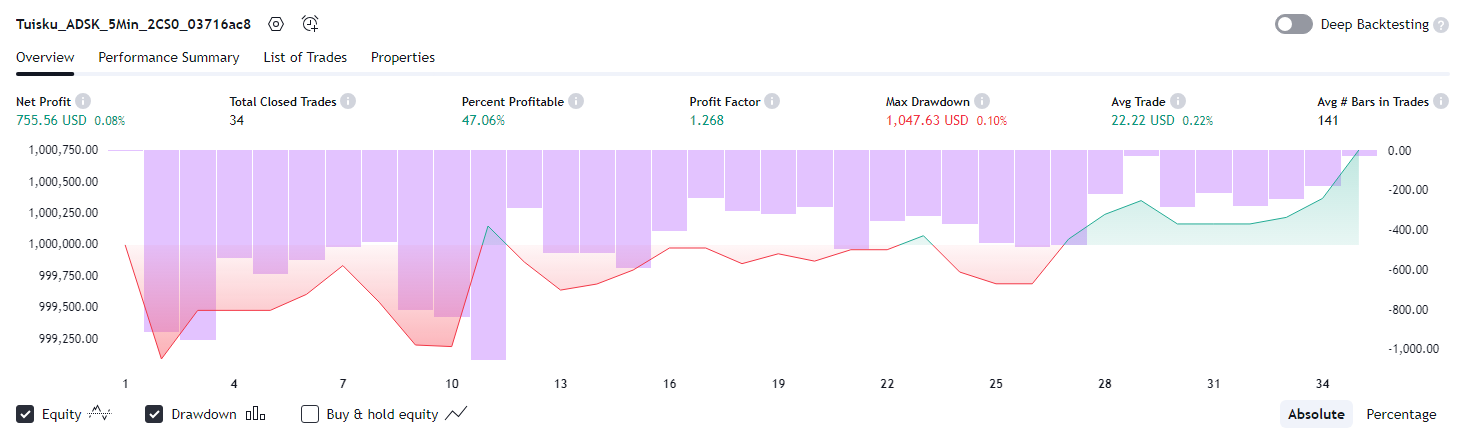 Tuisku_ADSK_5Min_2CS0_03716ac8 Deep Backtesting ?
Overview Performance Summary List of Trades Properties
Net Profit i Total Closed Trades i Percent Profitable i Profit Factor i Max Drawdown i Avg Trade i Avg # Bars in Trades i
755.56 USD 0.08% 34 47.06% 1.268 1,047.63 USD 0.10% 22.22 USD 0.22% 141
1,000,750.00 0.00
1,000,500.00 -200.00
1,000,250.00 -400.00
1,000,000.00 -600.00
999,750.00 -800.00
999,500.00 -1,000.00
999,250.00
1 4 7 10 13 16 19 22 25 28 31 34
Equity Drawdown Buy & hold equity Absolute Percentage